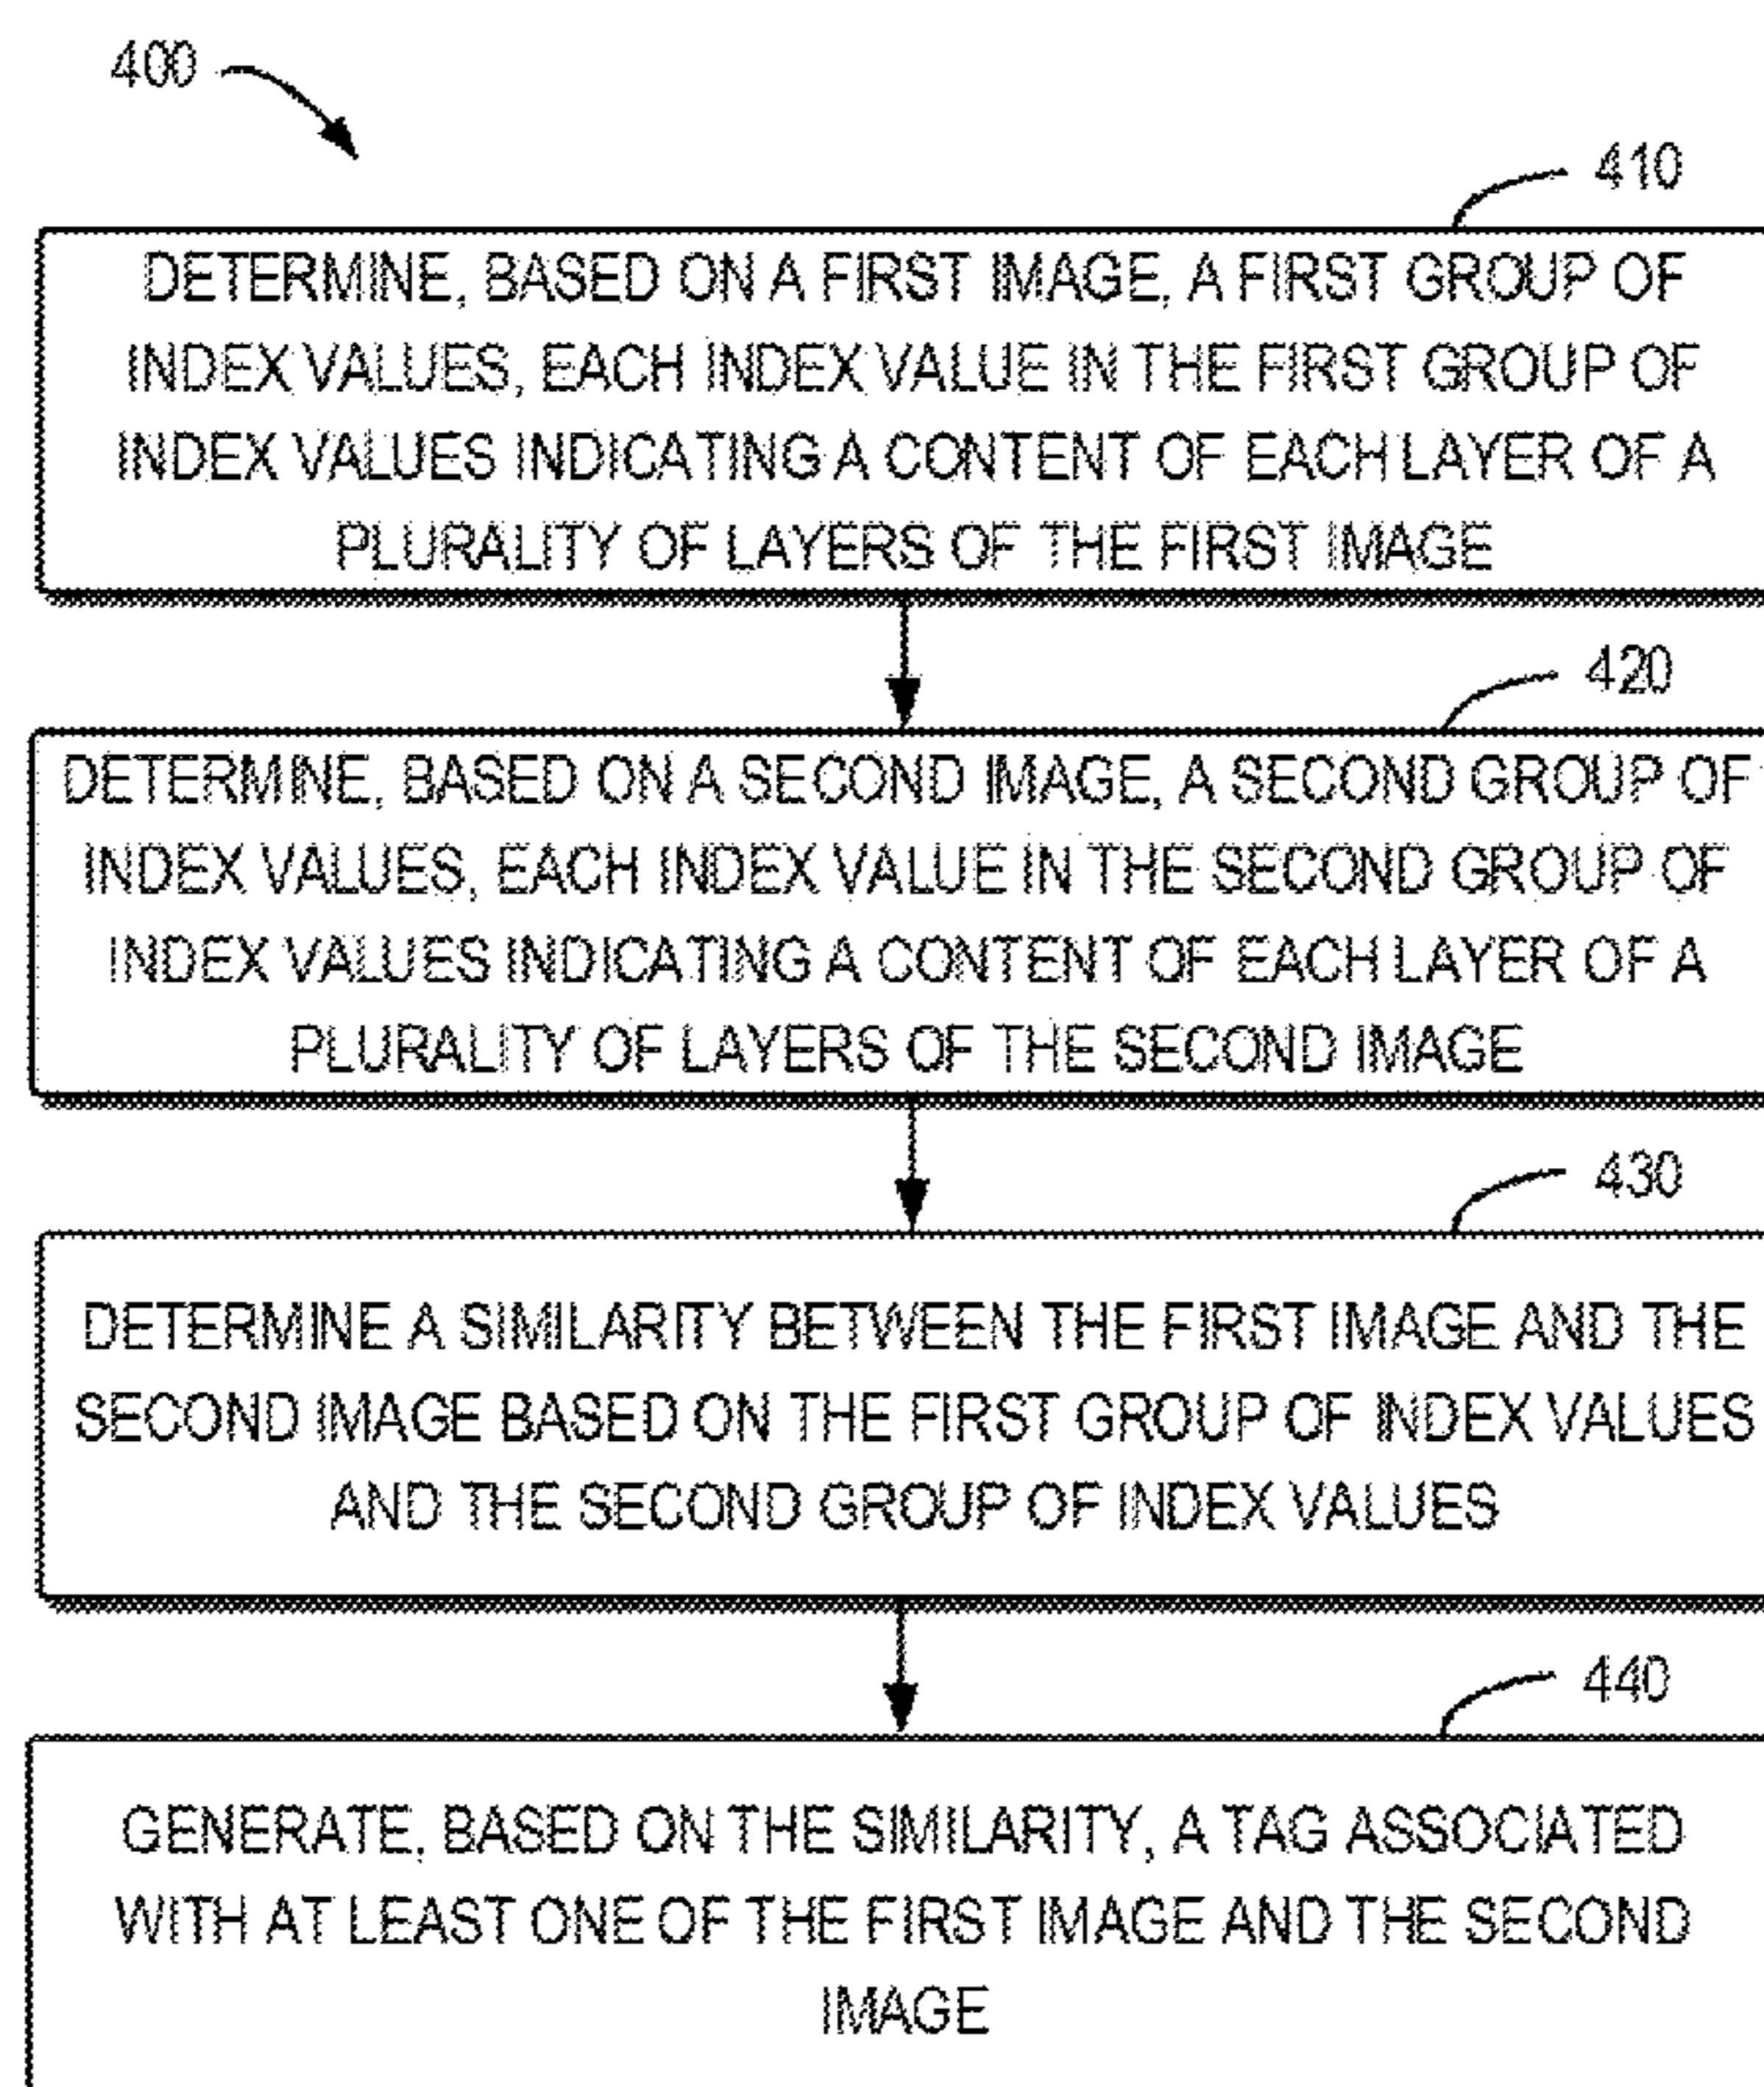 400
410
DETERMINE, BASED ON A FIRST IMAGE, A FIRST GROUP OF
INDEX VALUES, EACH INDEX VALUE IN THE FIRST GROUP OF
INDEX VALUES INDICATING A CONTENT OF EACH LAYER OF A
PLURALITY OF LAYERS OF THE FIRST IMAGE
420
DETERMINE, BASED ON A SECOND IMAGE, A SECOND GROUP OF
INDEX VALUES, EACH INDEX VALUE IN THE SECOND GROUP OF
INDEX VALUES INDICATING A CONTENT OF EACH LAYER OF A
PLURALITY OF LAYERS OF THE SECOND IMAGE
430
DETERMINE A SIMILARITY BETWEEN THE FIRST IMAGE AND THE
SECOND IMAGE BASED ON THE FIRST GROUP OF INDEX VALUES
AND THE SECOND GROUP OF INDEX VALUES
440
GENERATE, BASED ON THE SIMILARITY, A TAG ASSOCIATED
WITH AT LEAST ONE OF THE FIRST IMAGE AND THE SECOND
IMAGE